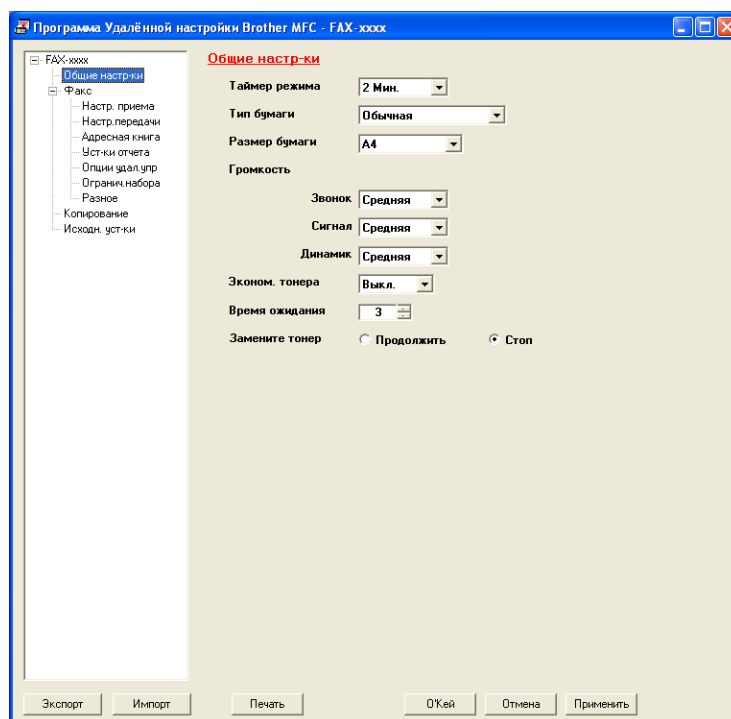 Программа Удалённой настройки Brother MFC - FAX-xxxx
FAX-xxxx
Общие настр-ки
Факс
Настр. приема
Настр.передачи
Адресная книга
Уст-ки отчета
Опции удал.упр
Огранич.набора
Разное
Копирование
Исходн. уст-ки
Общие настр-ки
Таймер режима 2 Мин.
Тип бумаги Обычная
Размер бумаги A4
Громкость
Звонок Средняя
Сигнал Средняя
Динамик Средняя
Эконом. тонера Выкл.
Время ожидания 3
Замените тонер Продолжить Стоп
Экспорт Импорт Печать О'Кей Отмена Применить